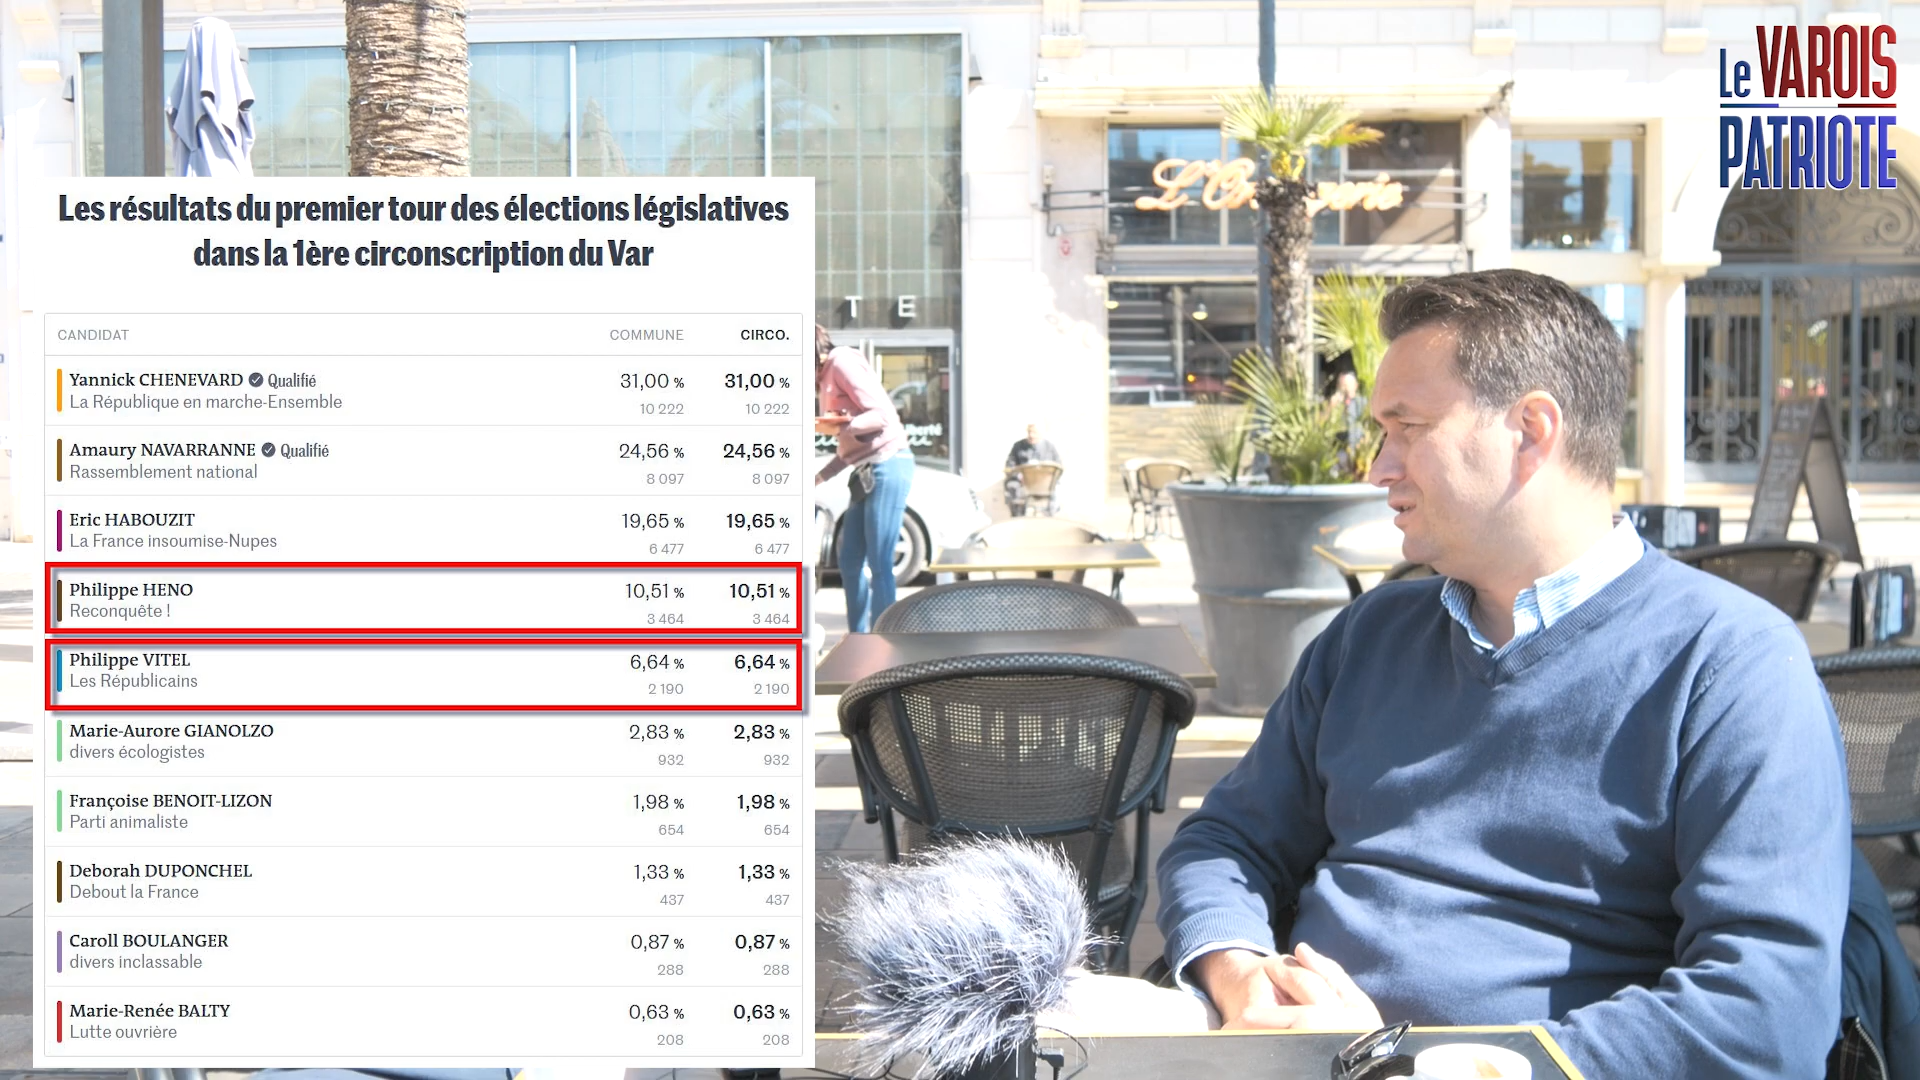 Le VAROIS
PATRIOTE
Les résultats du premier tour des élections législatives
dans la 1ère circonscription du Var
CANDIDAT COMMUNE CIRCO.
Yannick CHENEVARD Qualifié 31,00 % 31,00 %
La République en marche-Ensemble 10 222 10 222
Amaury NAVARRANNE Qualifié 24,56 % 24,56 %
Rassemblement national 8 097 8 097
Eric HABOUZIT 19,65 % 19,65 %
La France insoumise-Nupes 6 477 6 477
Philippe HENO 10,51 % 10,51 %
Reconquête ! 3 464 3 464
Philippe VITEL 6,64 % 6,64 %
Les Républicains 2 190 2 190
Marie-Aurore GIANOLZO 2,83 % 2,83 %
divers écologistes 932 932
Françoise BENOIT-LIZON 1,98 % 1,98 %
Parti animaliste 654 654
Deborah DUPONCHEL 1,33 % 1,33 %
Debout la France 437 437
Caroll BOULANGER 0,87 % 0,87 %
divers inclassable 288 288
Marie-Renée BALTY 0,63 % 0,63 %
Lutte ouvrière 208 208
T E